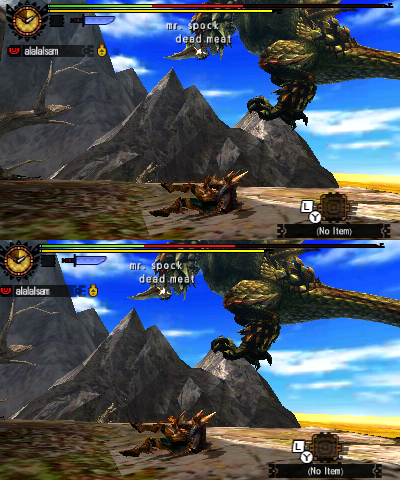 mr. spock
dead meat
alalalsam
L
Y
(No Item)
mr. spock
dead meat
alalalsam
L
Y
(No Item)